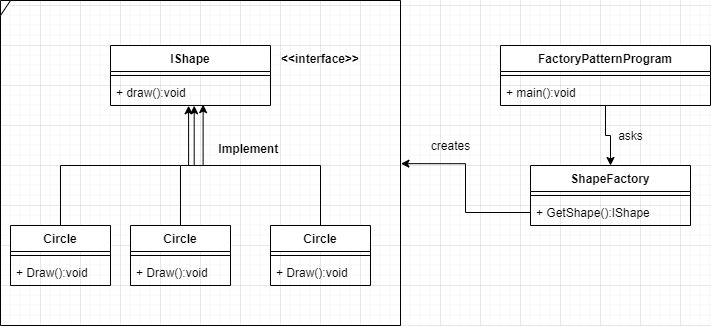 IShape
<<interface>>
+ draw():void
Implement
Circle
+ Draw():void
Circle
+ Draw():void
Circle
+ Draw():void
creates
FactoryPatternProgram
+ main():void
asks
ShapeFactory
+ GetShape():IShape